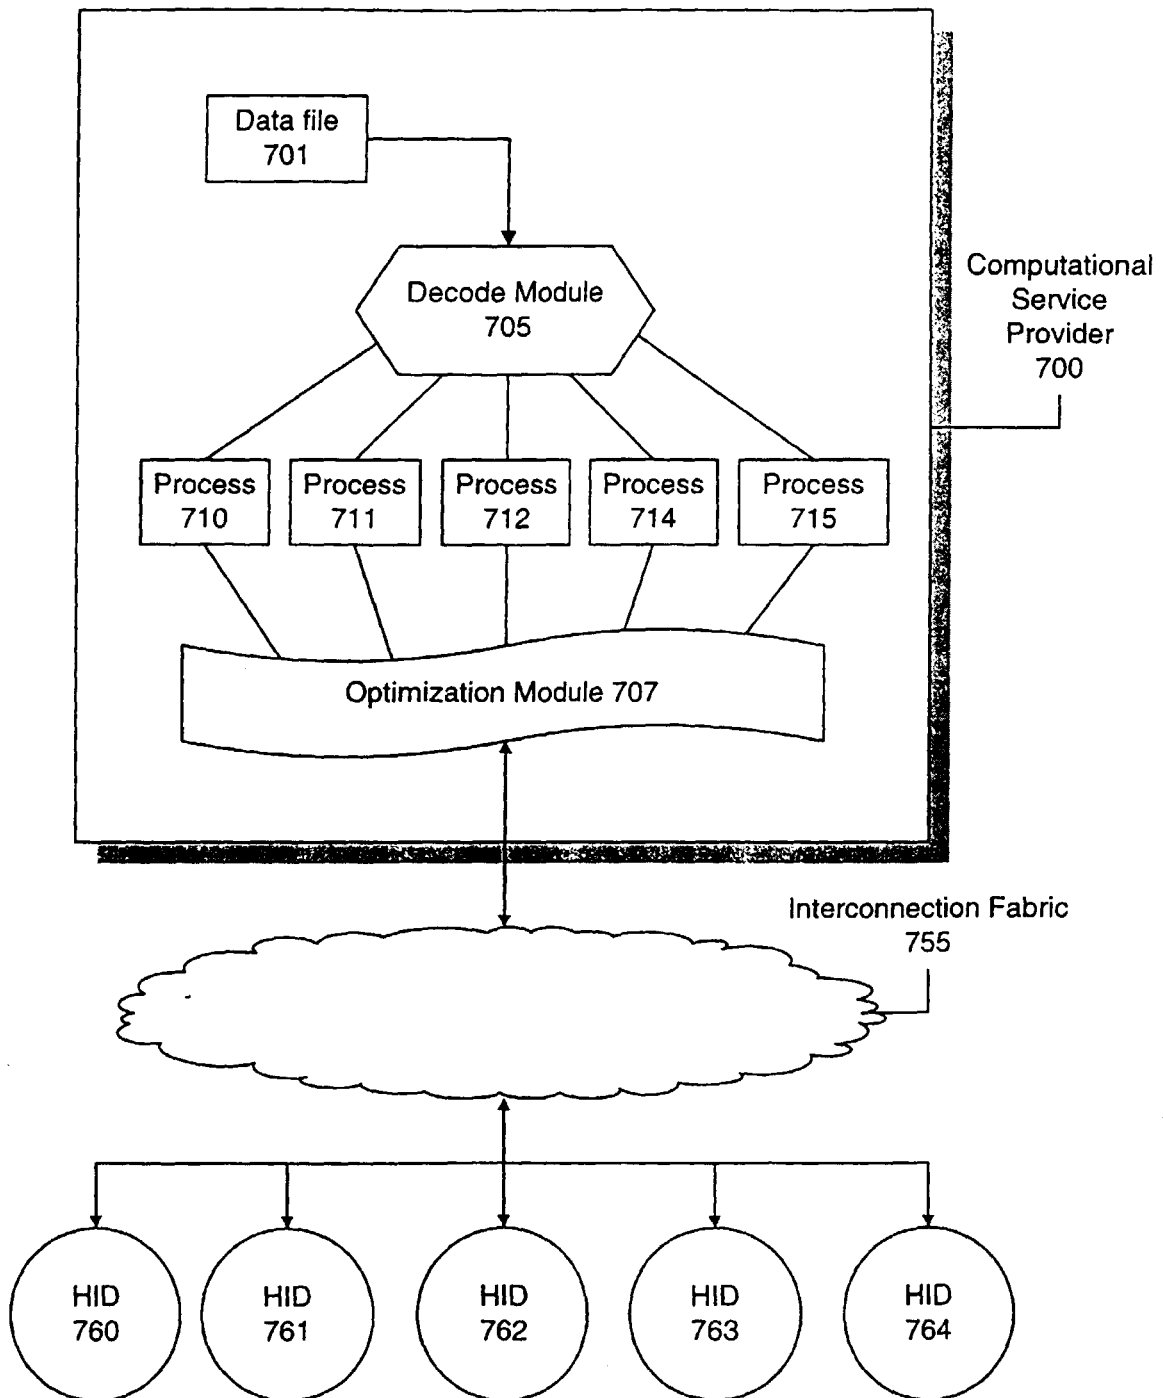 Data file
701
Decode Module
705
Computational
Service
Provider
700
Process
710
Process
711
Process
712
Process
714
Process
715
Optimization Module 707
Interconnection Fabric
755
HID
760
HID
761
HID
762
HID
763
HID
764